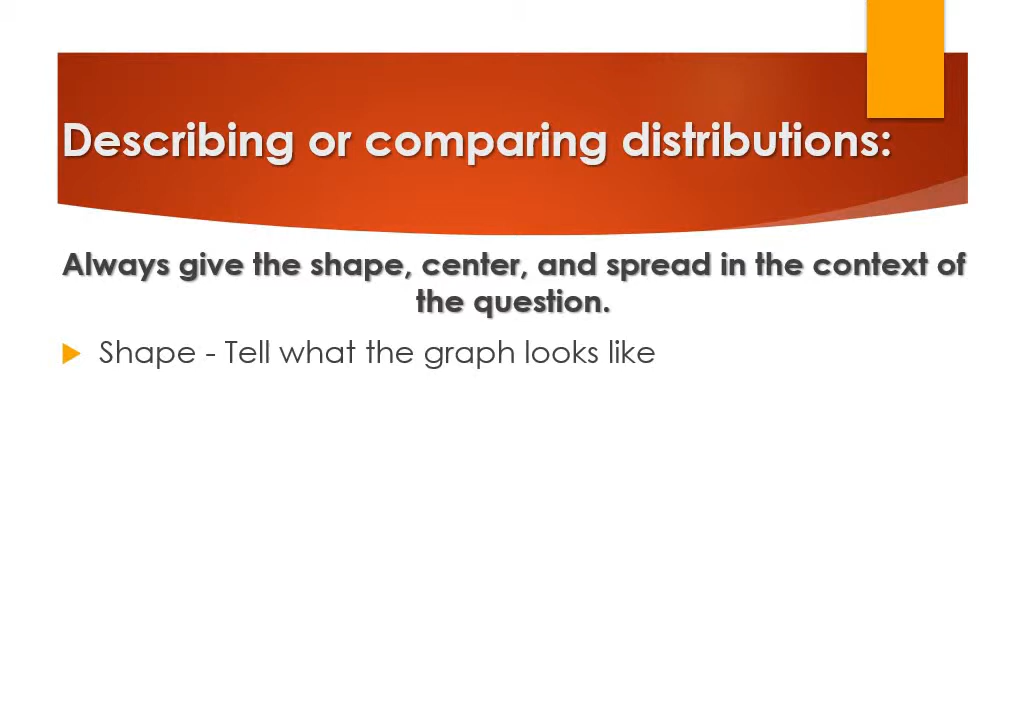 Describing or comparing distributions:
Always give the shape, center, and spread in the context of
the question.
Shape - Tell what the graph looks like